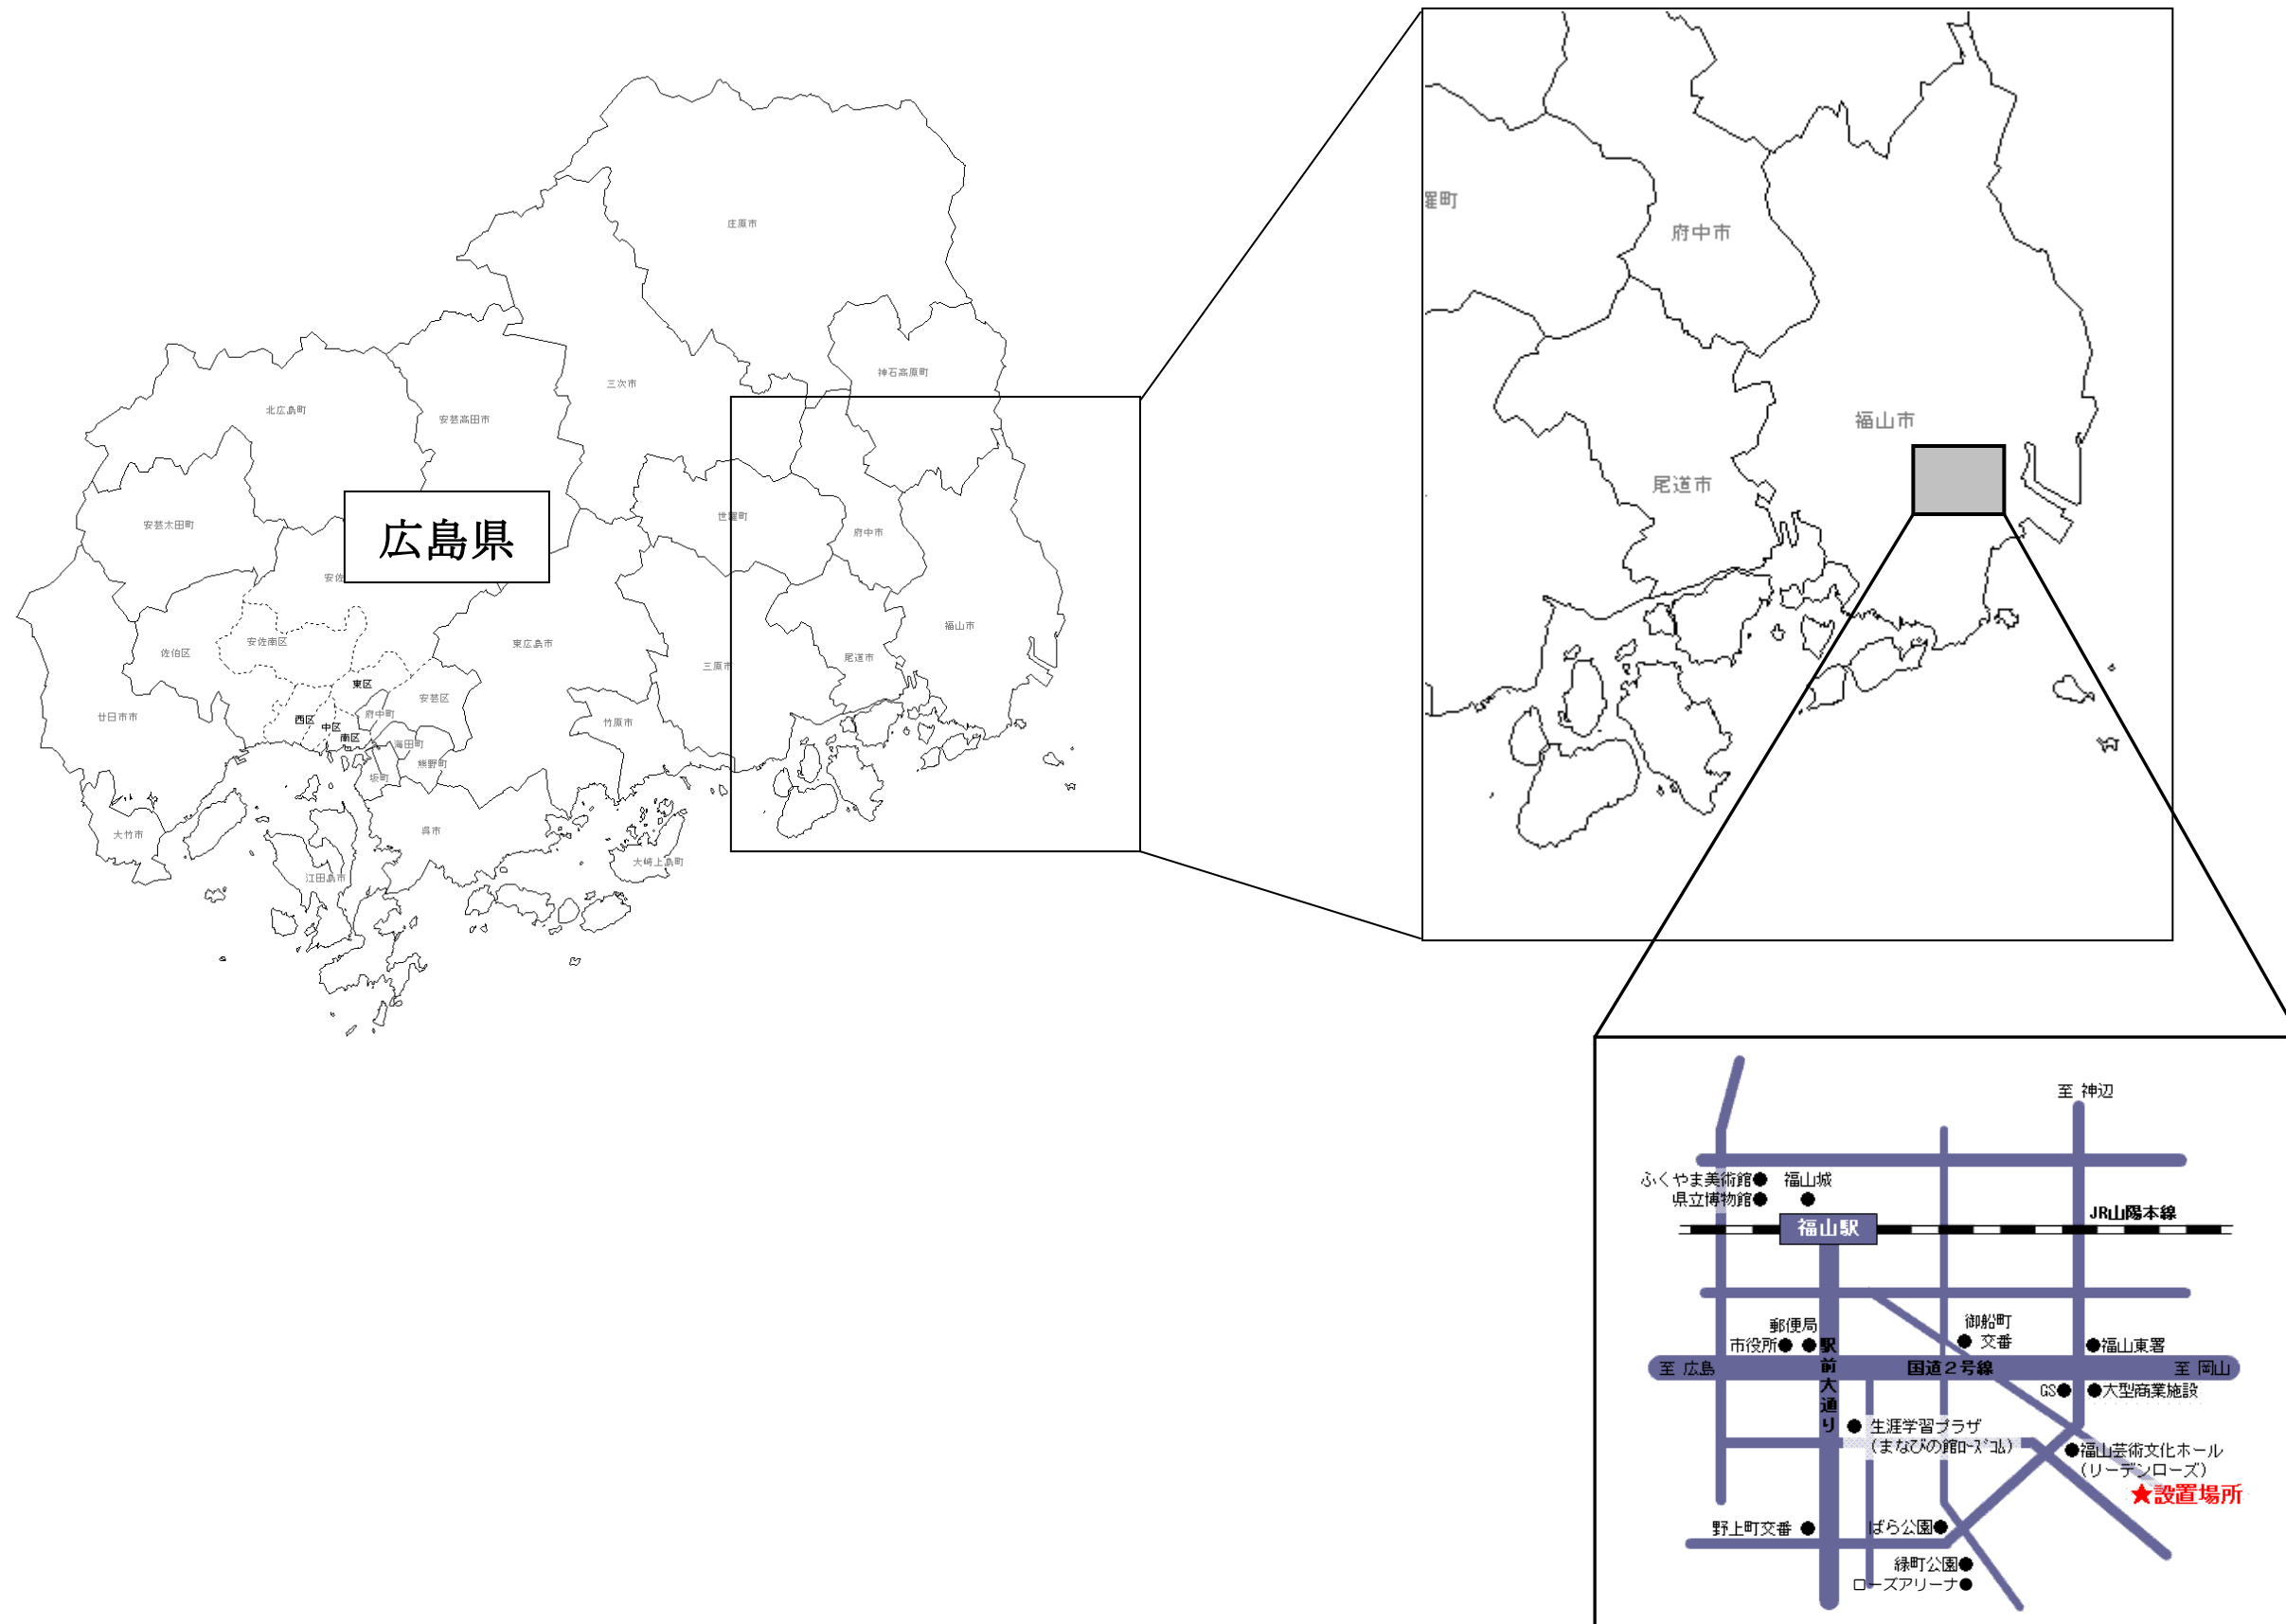 庄原市
神石高原町
三次市
北広島町
安芸高田市
安芸太田町
世羅町
府中市
広島県
安佐
安佐南区
佐伯区
東広島市
福山市
尾道市
三原市
東区
安芸区
廿日市市
西区
中区
府中町
南区
竹原市
海田町
熊野町
坂町
大竹市
呉市
大崎上島町
江田島市
羅町
府中市
福山市
尾道市
至 神辺
ふくやま美術館 福山城
県立博物館
JR山陽本線
福山駅
御船町
交番
郵便局
市役所
福山東署
駅前大通り
至 広島
国道2号線
至 岡山
GS
大型商業施設
生涯学習プラザ
(まなびの館ローズコム)
福山芸術文化ホール
(リーデンローズ)
★設置場所
野上町交番
ばら公園
緑町公園
ローズアリーナ